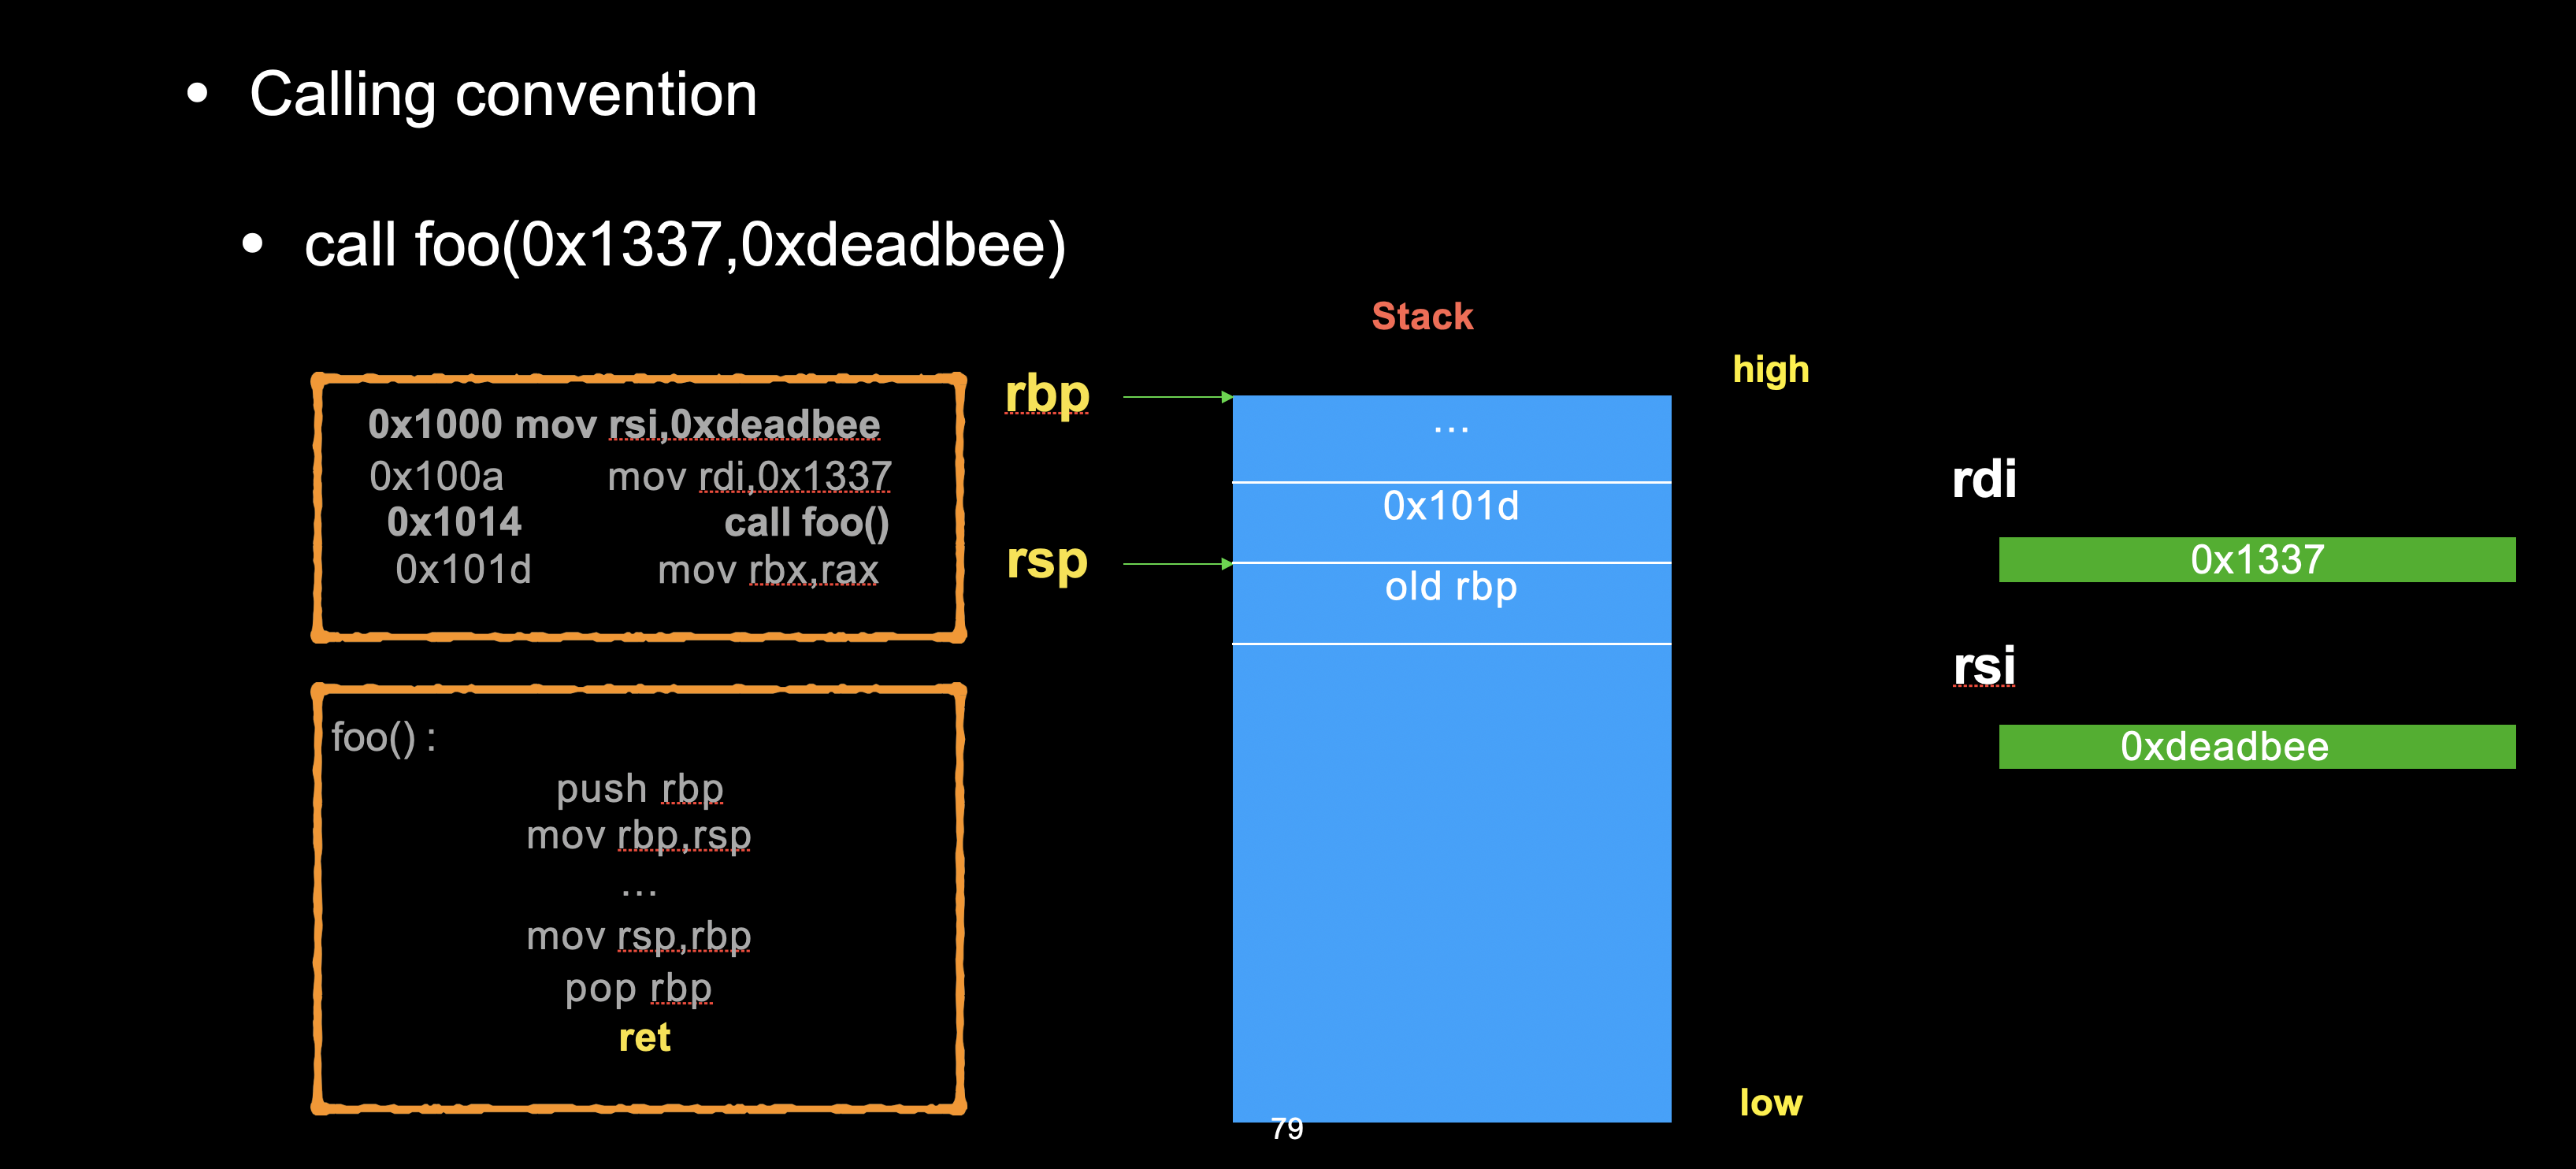 • Calling convention
• call foo(0x1337,0xdeadbee)
Stack
high
rbp
rsp
0x1000 mov rsi,0xdeadbee
0x100a mov rdi,0x1337
0x1014 call foo()
0x101d mov rbx,rax
foo() :
push rbp
mov rbp,rsp
...
mov rsp,rbp
pop rbp
ret
...
0x101d
old rbp
low
rdi
0x1337
rsi
0xdeadbee
79